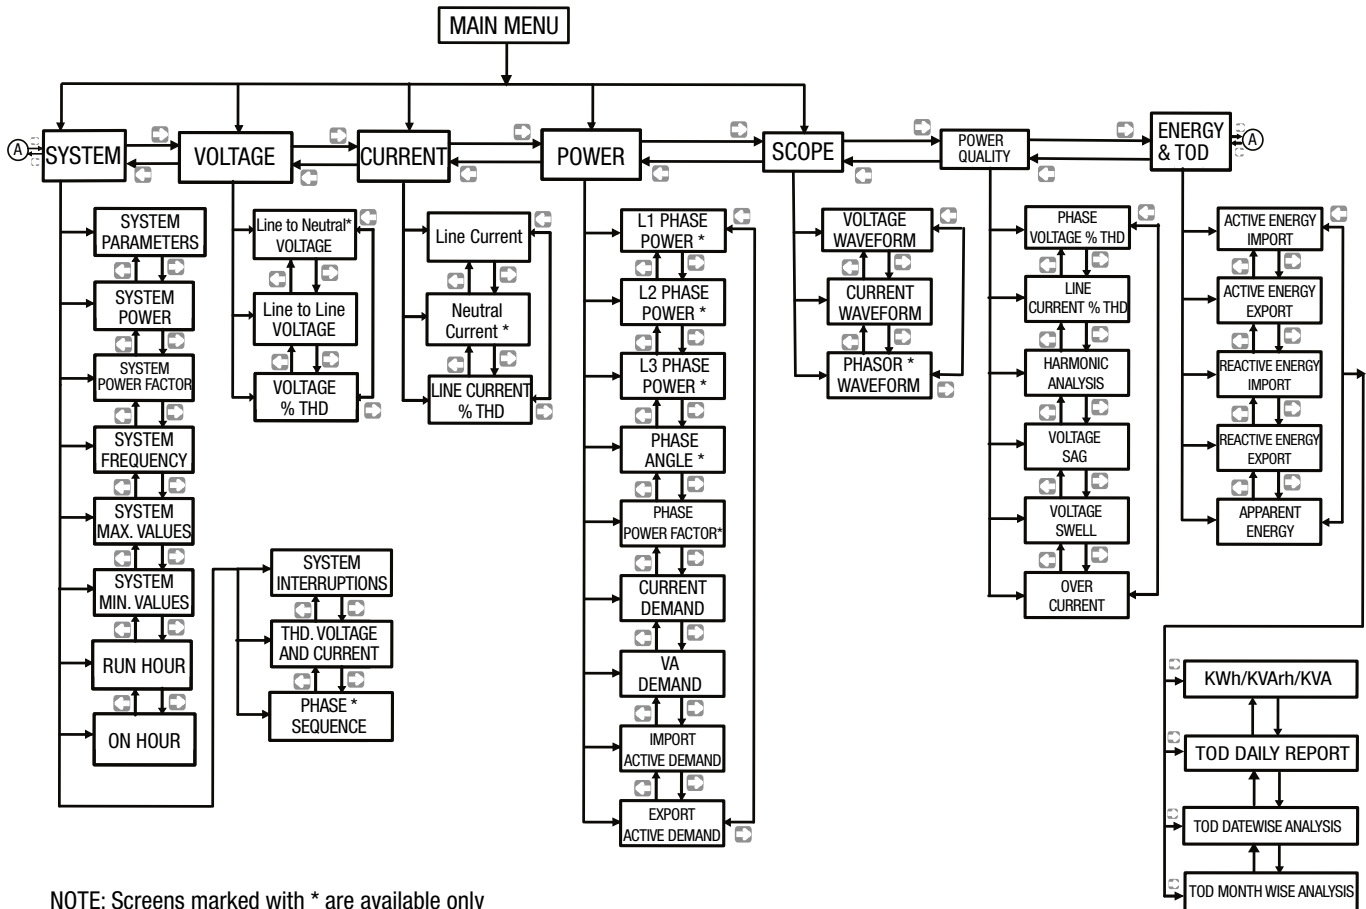 MAIN MENU
A
SYSTEM
VOLTAGE
CURRENT
POWER
SCOPE
POWER
QUALITY
ENERGY
& TOD
A
SYSTEM
PARAMETERS
SYSTEM
POWER
SYSTEM
POWER FACTOR
SYSTEM
FREQUENCY
SYSTEM
MAX. VALUES
SYSTEM
MIN. VALUES
RUN HOUR
ON HOUR
SYSTEM
INTERRUPTIONS
THD. VOLTAGE
AND CURRENT
PHASE *
SEQUENCE
Line to Neutral*
VOLTAGE
Line to Line
VOLTAGE
VOLTAGE
% THD
Line Current
Neutral
Current *
LINE CURRENT
% THD
L1 PHASE
POWER *
L2 PHASE
POWER *
L3 PHASE
POWER *
PHASE
ANGLE *
PHASE
POWER FACTOR*
CURRENT
DEMAND
VA
DEMAND
IMPORT
ACTIVE DEMAND
EXPORT
ACTIVE DEMAND
VOLTAGE
WAVEFORM
CURRENT
WAVEFORM
PHASOR *
WAVEFORM
PHASE
VOLTAGE % THD
LINE
CURRENT % THD
HARMONIC
ANALYSIS
VOLTAGE
SAG
VOLTAGE
SWELL
OVER
CURRENT
ACTIVE ENERGY
IMPORT
ACTIVE ENERGY
EXPORT
REACTIVE ENERGY
IMPORT
REACTIVE ENERGY
EXPORT
APPARENT
ENERGY
KWh/KVArh/KVA
TOD DAILY REPORT
TOD DATEWISE ANALYSIS
TOD MONTH WISE ANALYSIS
NOTE: Screens marked with * are available only